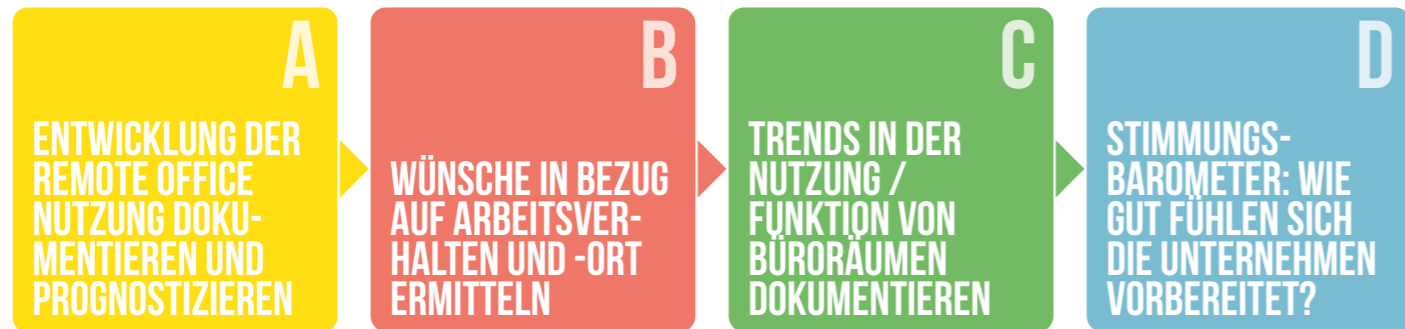 A
ENTWICKLUNG DER
REMOTE OFFICE
NUTZUNG DOKU-
MENTIEREN UND
PROGNOSTIZIEREN
B
WÜNSCHE IN BEZUG
AUF ARBEITSVER-
HALTEN UND -ORT
ERMITTELN
C
TRENDS IN DER
NUTZUNG /
FUNKTION VON
BÜRORÄUMEN
DOKUMENTIEREN
D
STIMMUNGS-
BAROMETER: WIE
GUT FÜHLEN SICH
DIE UNTERNEHMEN
VORBEREITET?